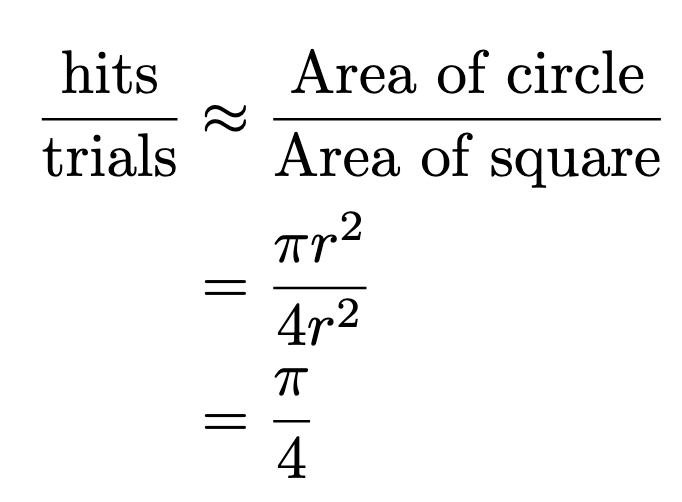 hits / trials ≈ Area of circle / Area of square
= πr² / 4r²
= π / 4